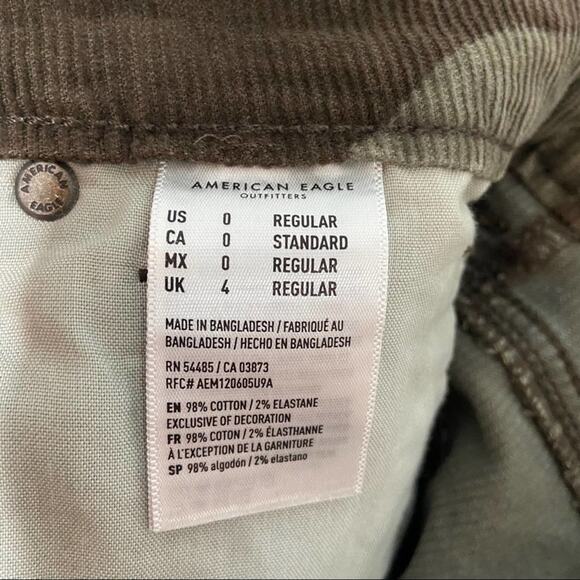 AMERICAN
EAGLE
AMERICAN EAGLE
OUTFITTERS
US 0 REGULAR
CA 0 STANDARD
MX 0 REGULAR
UK 4 REGULAR
MADE IN BANGLADESH / FABRIQUÉ AU
BANGLADESH / HECHO EN BANGLADESH
RN 54485 / CA 03873
RFC# AEM120605U9A
EN 98% COTTON / 2% ELASTANE
EXCLUSIVE OF DECORATION
FR 98% COTON / 2% ÉLASTHANNE
À L'EXCEPTION DE LA GARNITURE
SP 98% algodón / 2% elastano